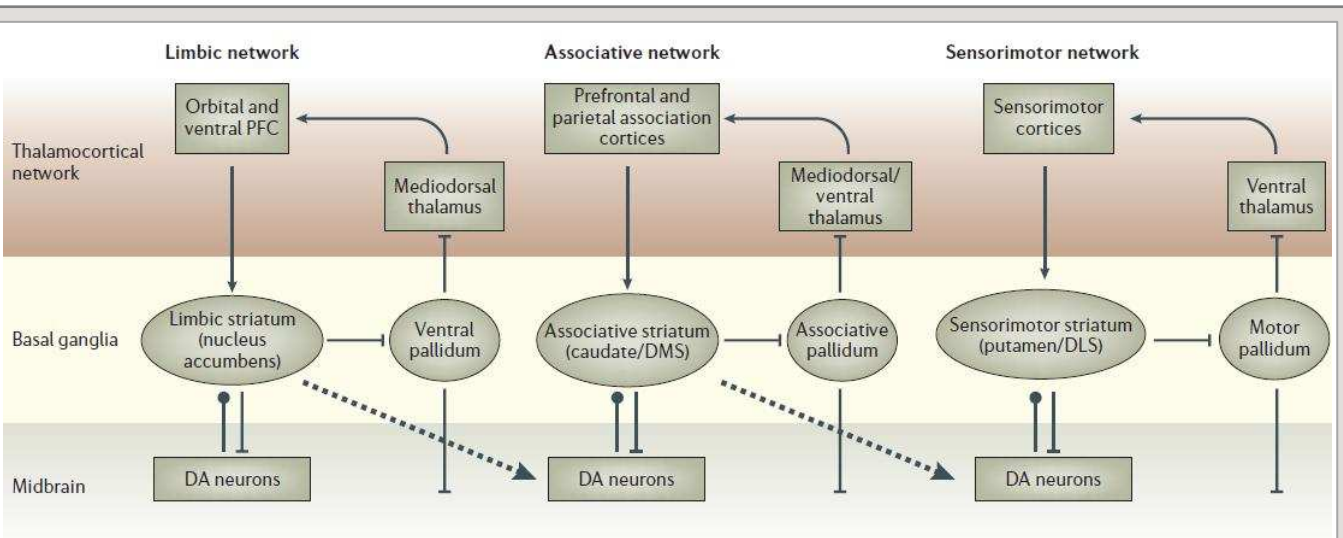 Limbic network
Associative network
Sensorimotor network
Thalamocortical
network
Orbital and
ventral PFC
Mediodorsal
thalamus
Prefrontal and
parietal association
cortices
Mediodorsal/
ventral
thalamus
Sensorimotor
cortices
Ventral
thalamus
Basal ganglia
Limbic striatum
(nucleus
accumbens)
Ventral
pallidum
Associative striatum
(caudate/DMS)
Associative
pallidum
Sensorimotor striatum
(putamen/DLS)
Motor
pallidum
Midbrain
DA neurons
DA neurons
DA neurons